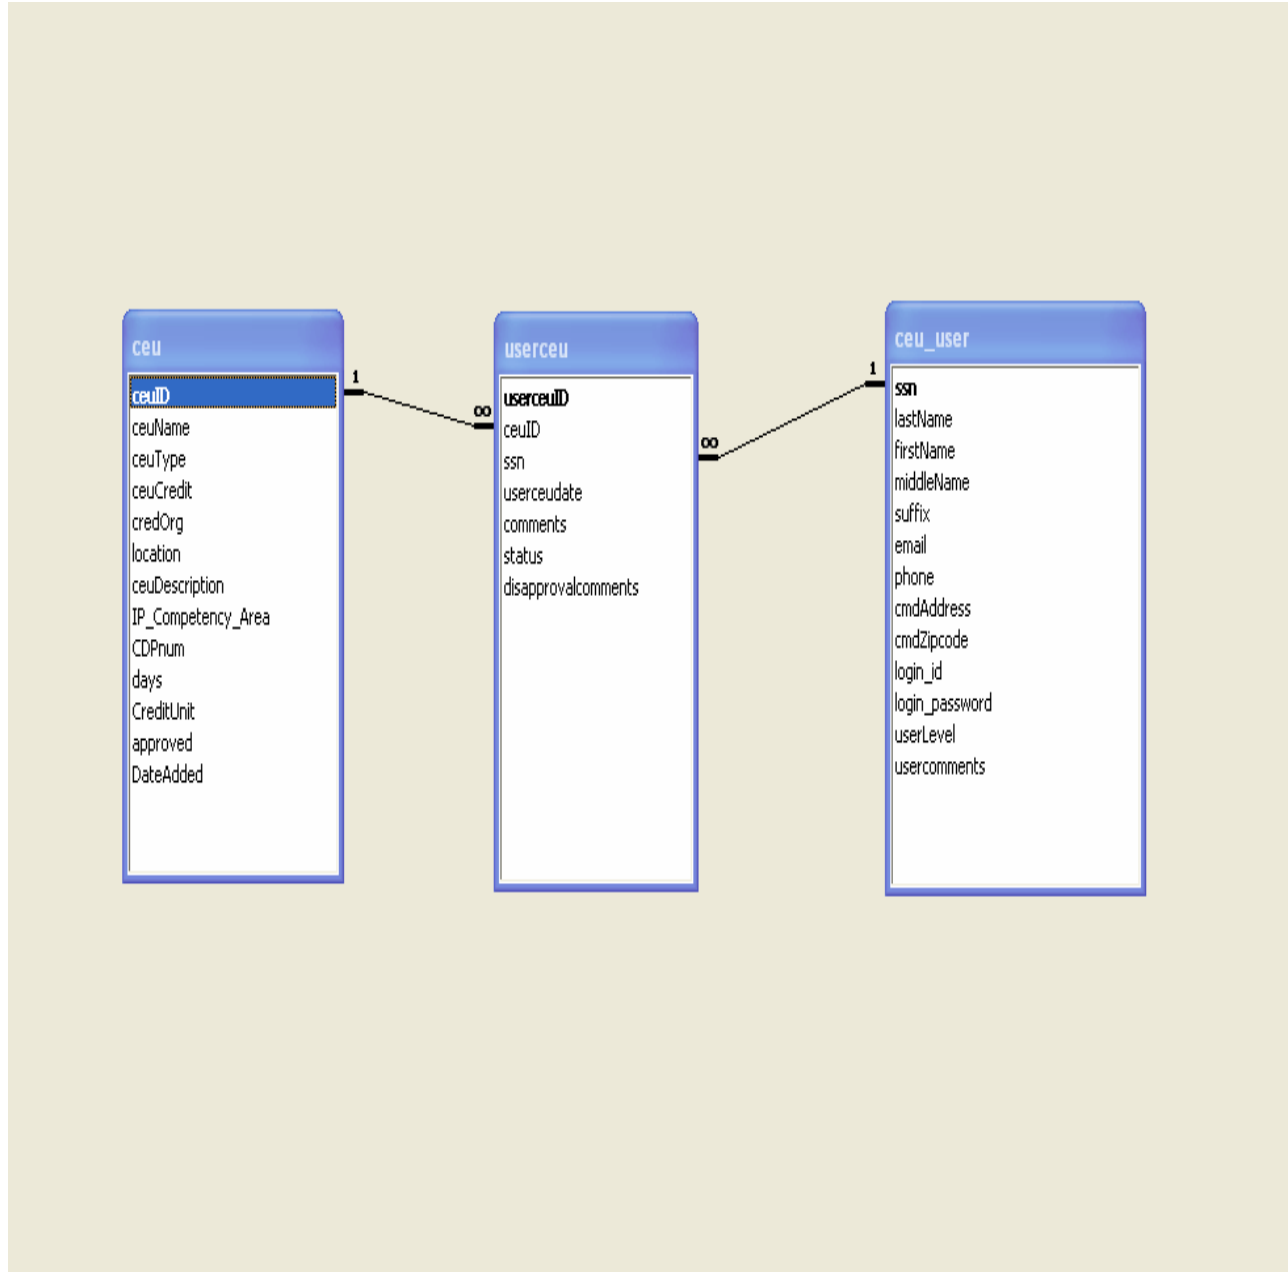 ceu
ceuID
ceuName
ceuType
ceuCredit
credOrg
location
ceuDescription
IP_Competency_Area
CDPnum
days
CreditUnit
approved
DateAdded
1
∞
userceu
userceuID
ceuID
ssn
userceudate
comments
status
disapprovalcomments
∞
1
ceu_user
ssn
lastName
firstName
middleName
suffix
email
phone
cmdAddress
cmdZipcode
login_id
login_password
userLevel
usercomments